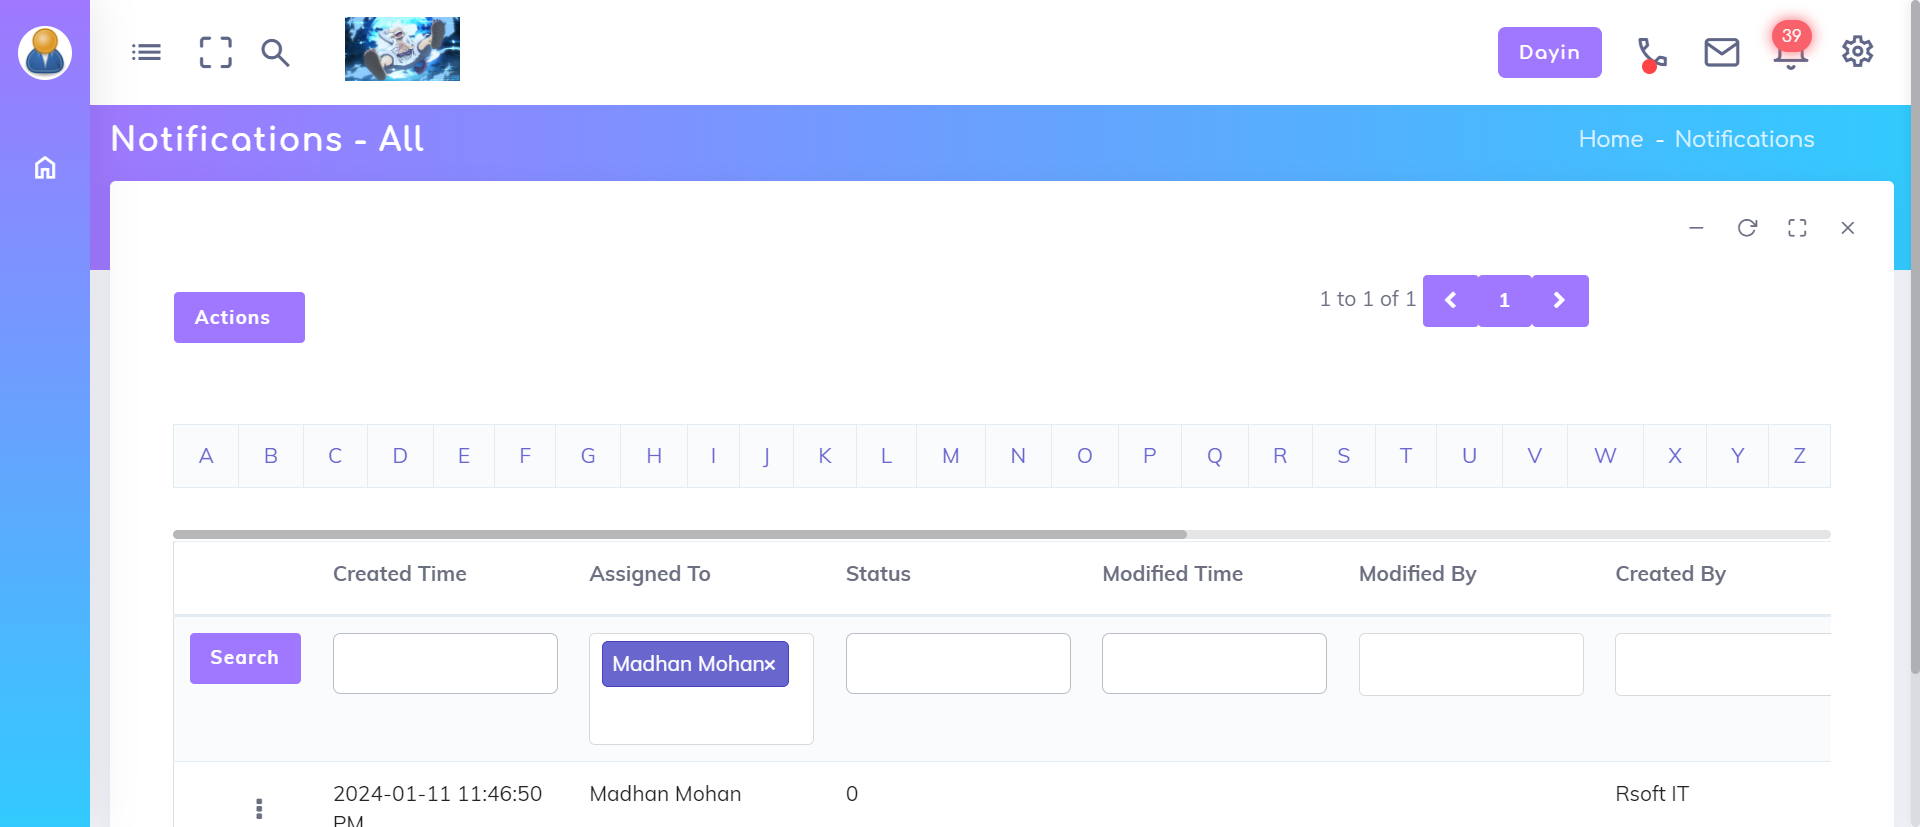 Dayin
39
Notifications - All
Home - Notifications
1 to 1 of 1
1
Actions
A B C D E F G H I J K L M N O P Q R S T U V W X Y Z
Created Time Assigned To Status Modified Time Modified By Created By
Search
Madhan Mohan×
2024-01-11 11:46:50 Madhan Mohan 0 Rsoft IT
PM